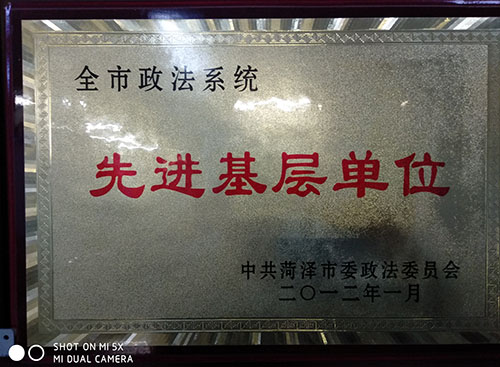 全市政法系统
先进基层单位
中共菏泽市委政法委员会
二〇一二年一月
SHOT ON MI 5X
MI DUAL CAMERA